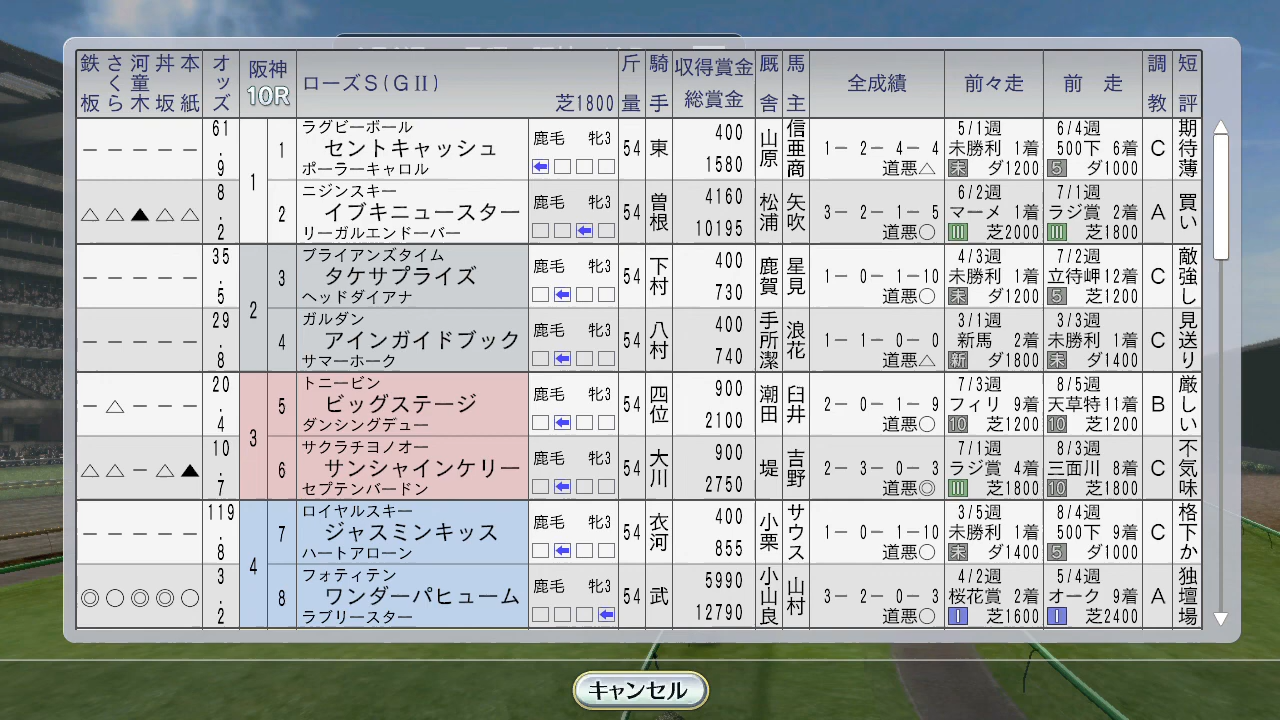 鉄板 さくら 河童木 丼坂 本紙 オッズ 阪神 10R ローズS(GⅡ) 芝1800 斤量 騎手 収得賞金 総賞金 厩舎 馬主 全成績 前々走 前 走 調教 短評
－ － － － － 61.9 1 1 ラグビーボール 鹿毛 牝3 54 東 400 山原 信亜商 1－ 2－ 4－ 4 5/1週 6/4週 C 期待薄
セントキャッシュ 未勝利 1着 500下 6着
ポーラーキャロル 1580 道悪△ 未 ダ1200 5 ダ1000
△ △ ▲ △ △ 8.2 2 ニジンスキー 鹿毛 牝3 54 曽根 4160 松浦 矢吹 3－ 2－ 1－ 5 6/2週 7/1週 A 買い
イブキニュースター マーメ 1着 ラジ賞 2着
リーガルエンドーバー 10195 道悪○ Ⅲ 芝2000 Ⅲ 芝1800
－ － － － － 35.5 2 3 ブライアンズタイム 鹿毛 牝3 54 下村 400 鹿賀 星見 1－ 0－ 1－10 4/3週 7/2週 C 敵強し
タケサプライズ 未勝利 1着 立待岬12着
ヘッドダイアナ 730 道悪○ 未 ダ1200 5 芝1200
－ － － － － 29.8 4 ガルダン 鹿毛 牝3 54 八村 400 手所潔 浪花 1－ 1－ 0－ 0 3/1週 3/3週 C 見送り
アインガイドブック 新馬 2着 未勝利 1着
サマーホーク 740 道悪△ 新 ダ1800 未 ダ1400
－ △ － － － 20.4 3 5 トニービン 鹿毛 牝3 54 四位 900 潮田 臼井 2－ 0－ 1－ 9 7/3週 8/5週 B 厳しい
ビッグステージ フィリ 9着 天草特11着
ダンシングデュー 2100 道悪○ 10 芝1200 10 芝1200
△ △ － △ ▲ 10.7 6 サクラチヨノオー 鹿毛 牝3 54 大川 900 堤 吉野 2－ 3－ 0－ 3 7/1週 8/3週 C 不気味
サンシャインケリー ラジ賞 4着 三面川 8着
セプテンバードン 2750 道悪◎ Ⅲ 芝1800 10 芝1800
－ － － － － 119.8 4 7 ロイヤルスキー 鹿毛 牝3 54 衣河 400 小栗 サウス 1－ 0－ 1－10 3/5週 8/4週 C 格下か
ジャスミンキッス 未勝利 1着 500下 9着
ハートアローン 855 道悪○ 未 ダ1400 5 ダ1000
◎ ○ ◎ ◎ ○ 3.2 8 フォティテン 鹿毛 牝3 54 武 5990 小山良 山村 3－ 2－ 0－ 3 4/2週 5/4週 A 独壇場
ワンダーパヒューム 桜花賞 2着 オーク 9着
ラブリースター 12790 道悪○ Ⅰ 芝1600 Ⅰ 芝2400
キャンセル